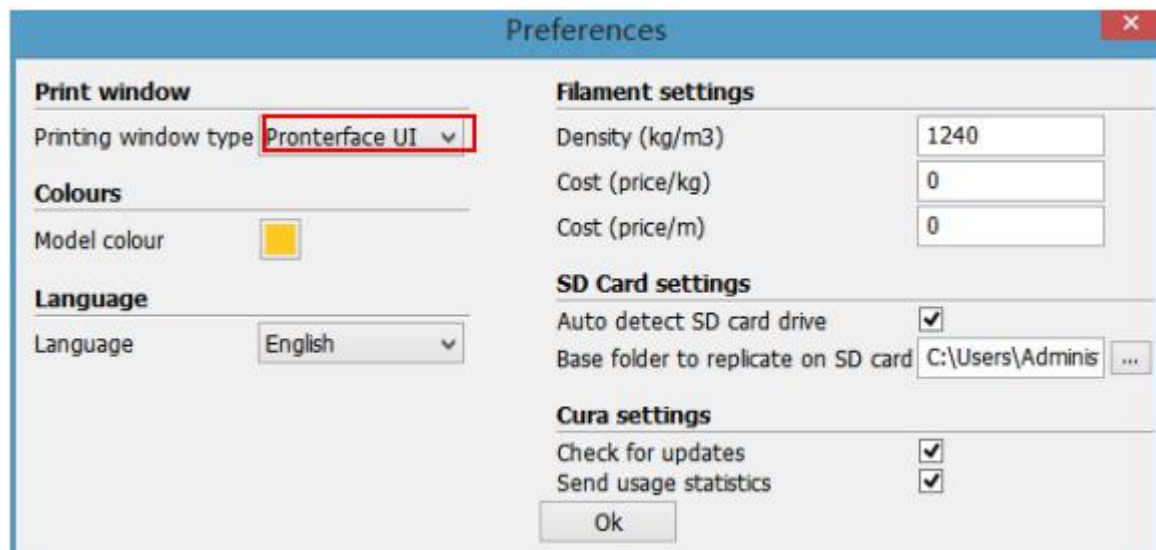 Preferences
Print window
Printing window type Pronterface UI
Colours
Model colour
Language
Language English
Filament settings
Density (kg/m3) 1240
Cost (price/kg) 0
Cost (price/m) 0
SD Card settings
Auto detect SD card drive
Base folder to replicate on SD card C:\Users\Adminis ...
Cura settings
Check for updates
Send usage statistics
Ok